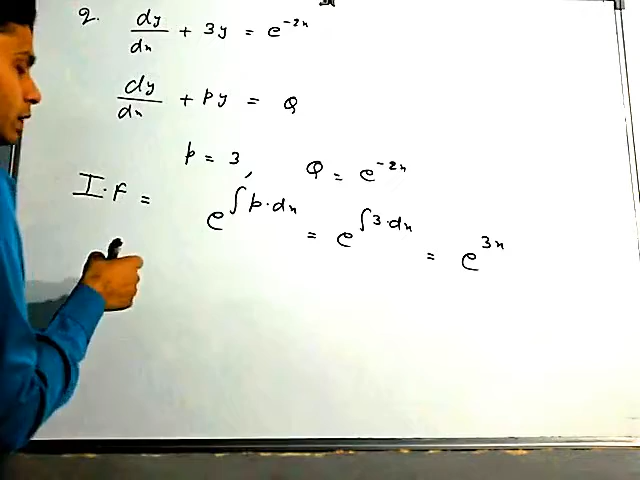 2. dy/dx + 3y = e^{-2x}
dy/dx + py = Q
p = 3, Q = e^{-2x}
I.F = e^{∫p.dx} = e^{∫3.dx} = e^{3x}